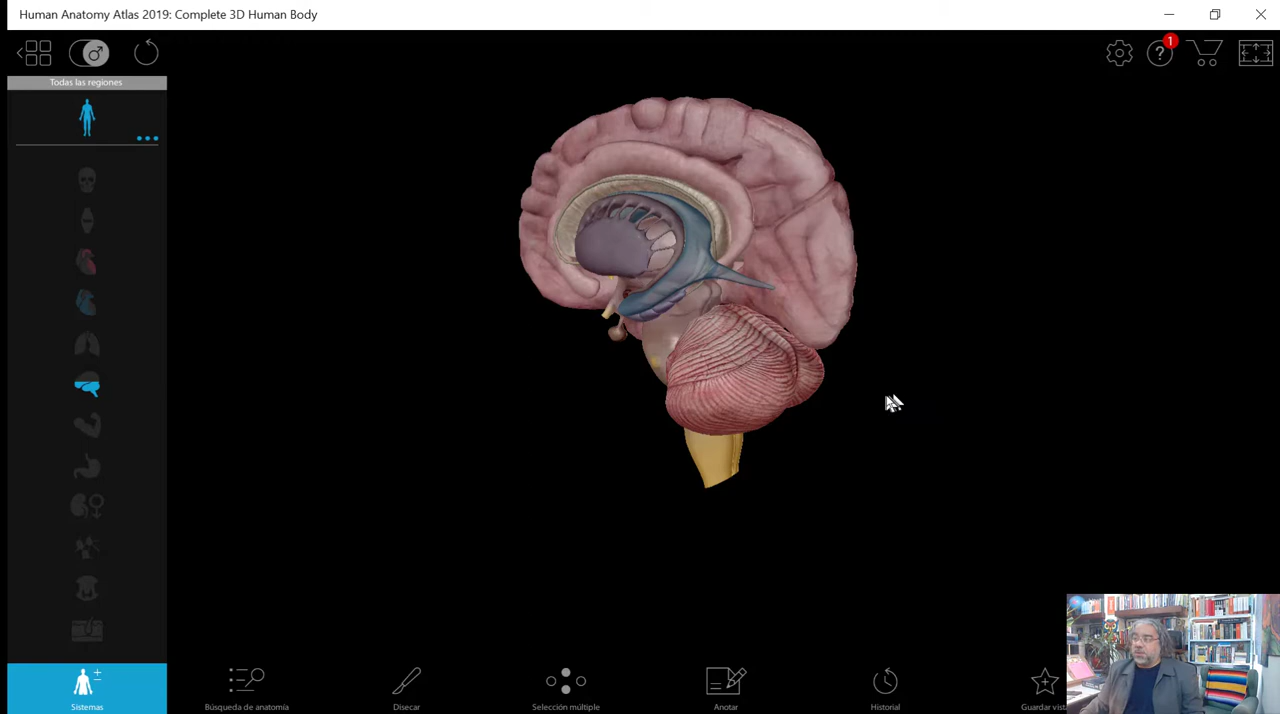 Human Anatomy Atlas 2019: Complete 3D Human Body
1
Todas las regiones
Sistemas
Búsqueda de anatomía
Disecar
Selección múltiple
Anotar
Historial
Guardar